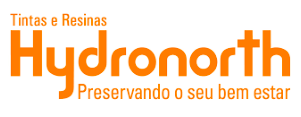 Tintas e Resinas
Hydronorth
Preservando o seu bem estar